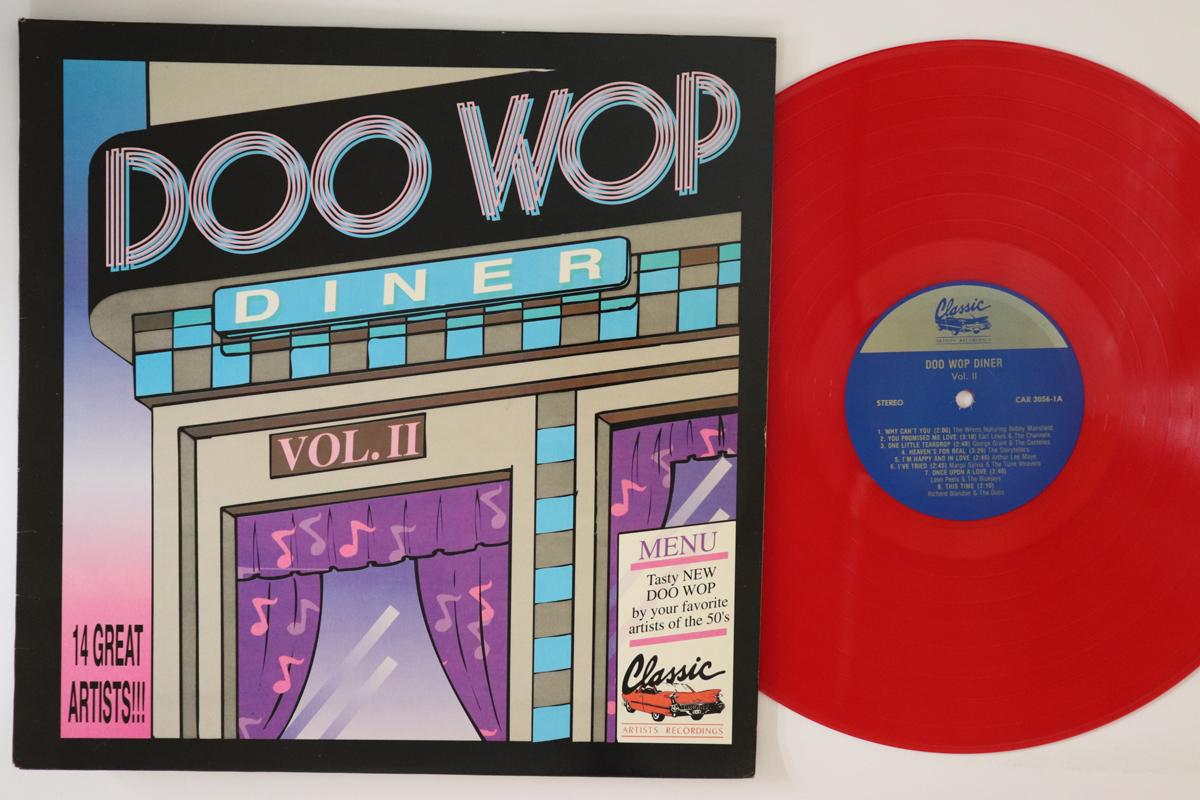 DOO WOP
DINER
VOL. II
MENU
Tasty NEW
DOO WOP
by your favorite
artists of the 50's
Classic
ARTISTS RECORDINGS
14 GREAT
ARTISTS!!!
Classic
ARTISTS RECORDINGS
DOO WOP DINER
Vol. II
STEREO
CAR 3056-1A
1. WHY CAN'T YOU (2:06) The Wrens featuring Bobby Mansfield
2. YOU PROMISED ME LOVE (3:18) Earl Lewis & The Channels
3. ONE LITTLE TEARDROP (2:48) George Grant & The Castelles
4. HEAVEN'S FOR REAL (3:29) The Storytellers
5. I'M HAPPY AND IN LOVE (2:46) Arthur Lee Maye
6. I'VE TRIED (2:45) Margo Sylvia & The Tune Weavers
7. ONCE UPON A LOVE (2:46)
Leon Peels & The Bluejays
8. THIS TIME (2:10)
Richard Blandon & The Dubs